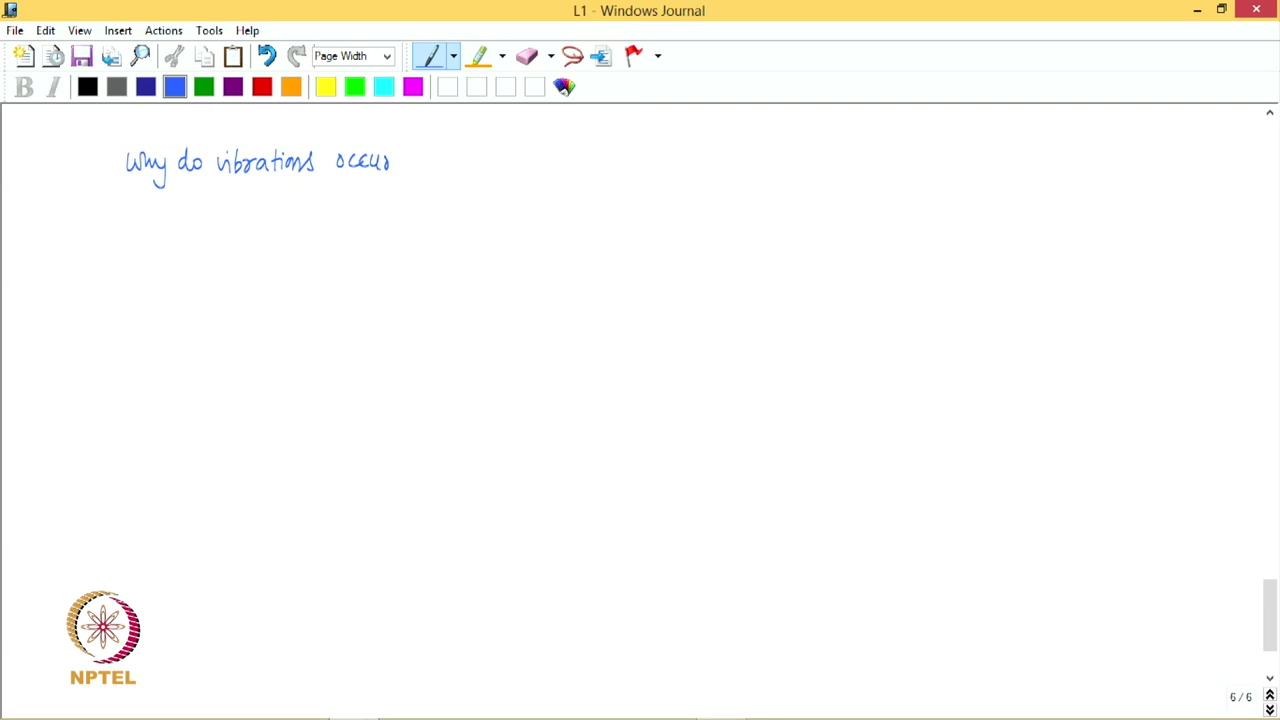 L1 - Windows Journal
File Edit View Insert Actions Tools Help
Page Width
B I
why do vibrations occur
NPTEL
6 / 6